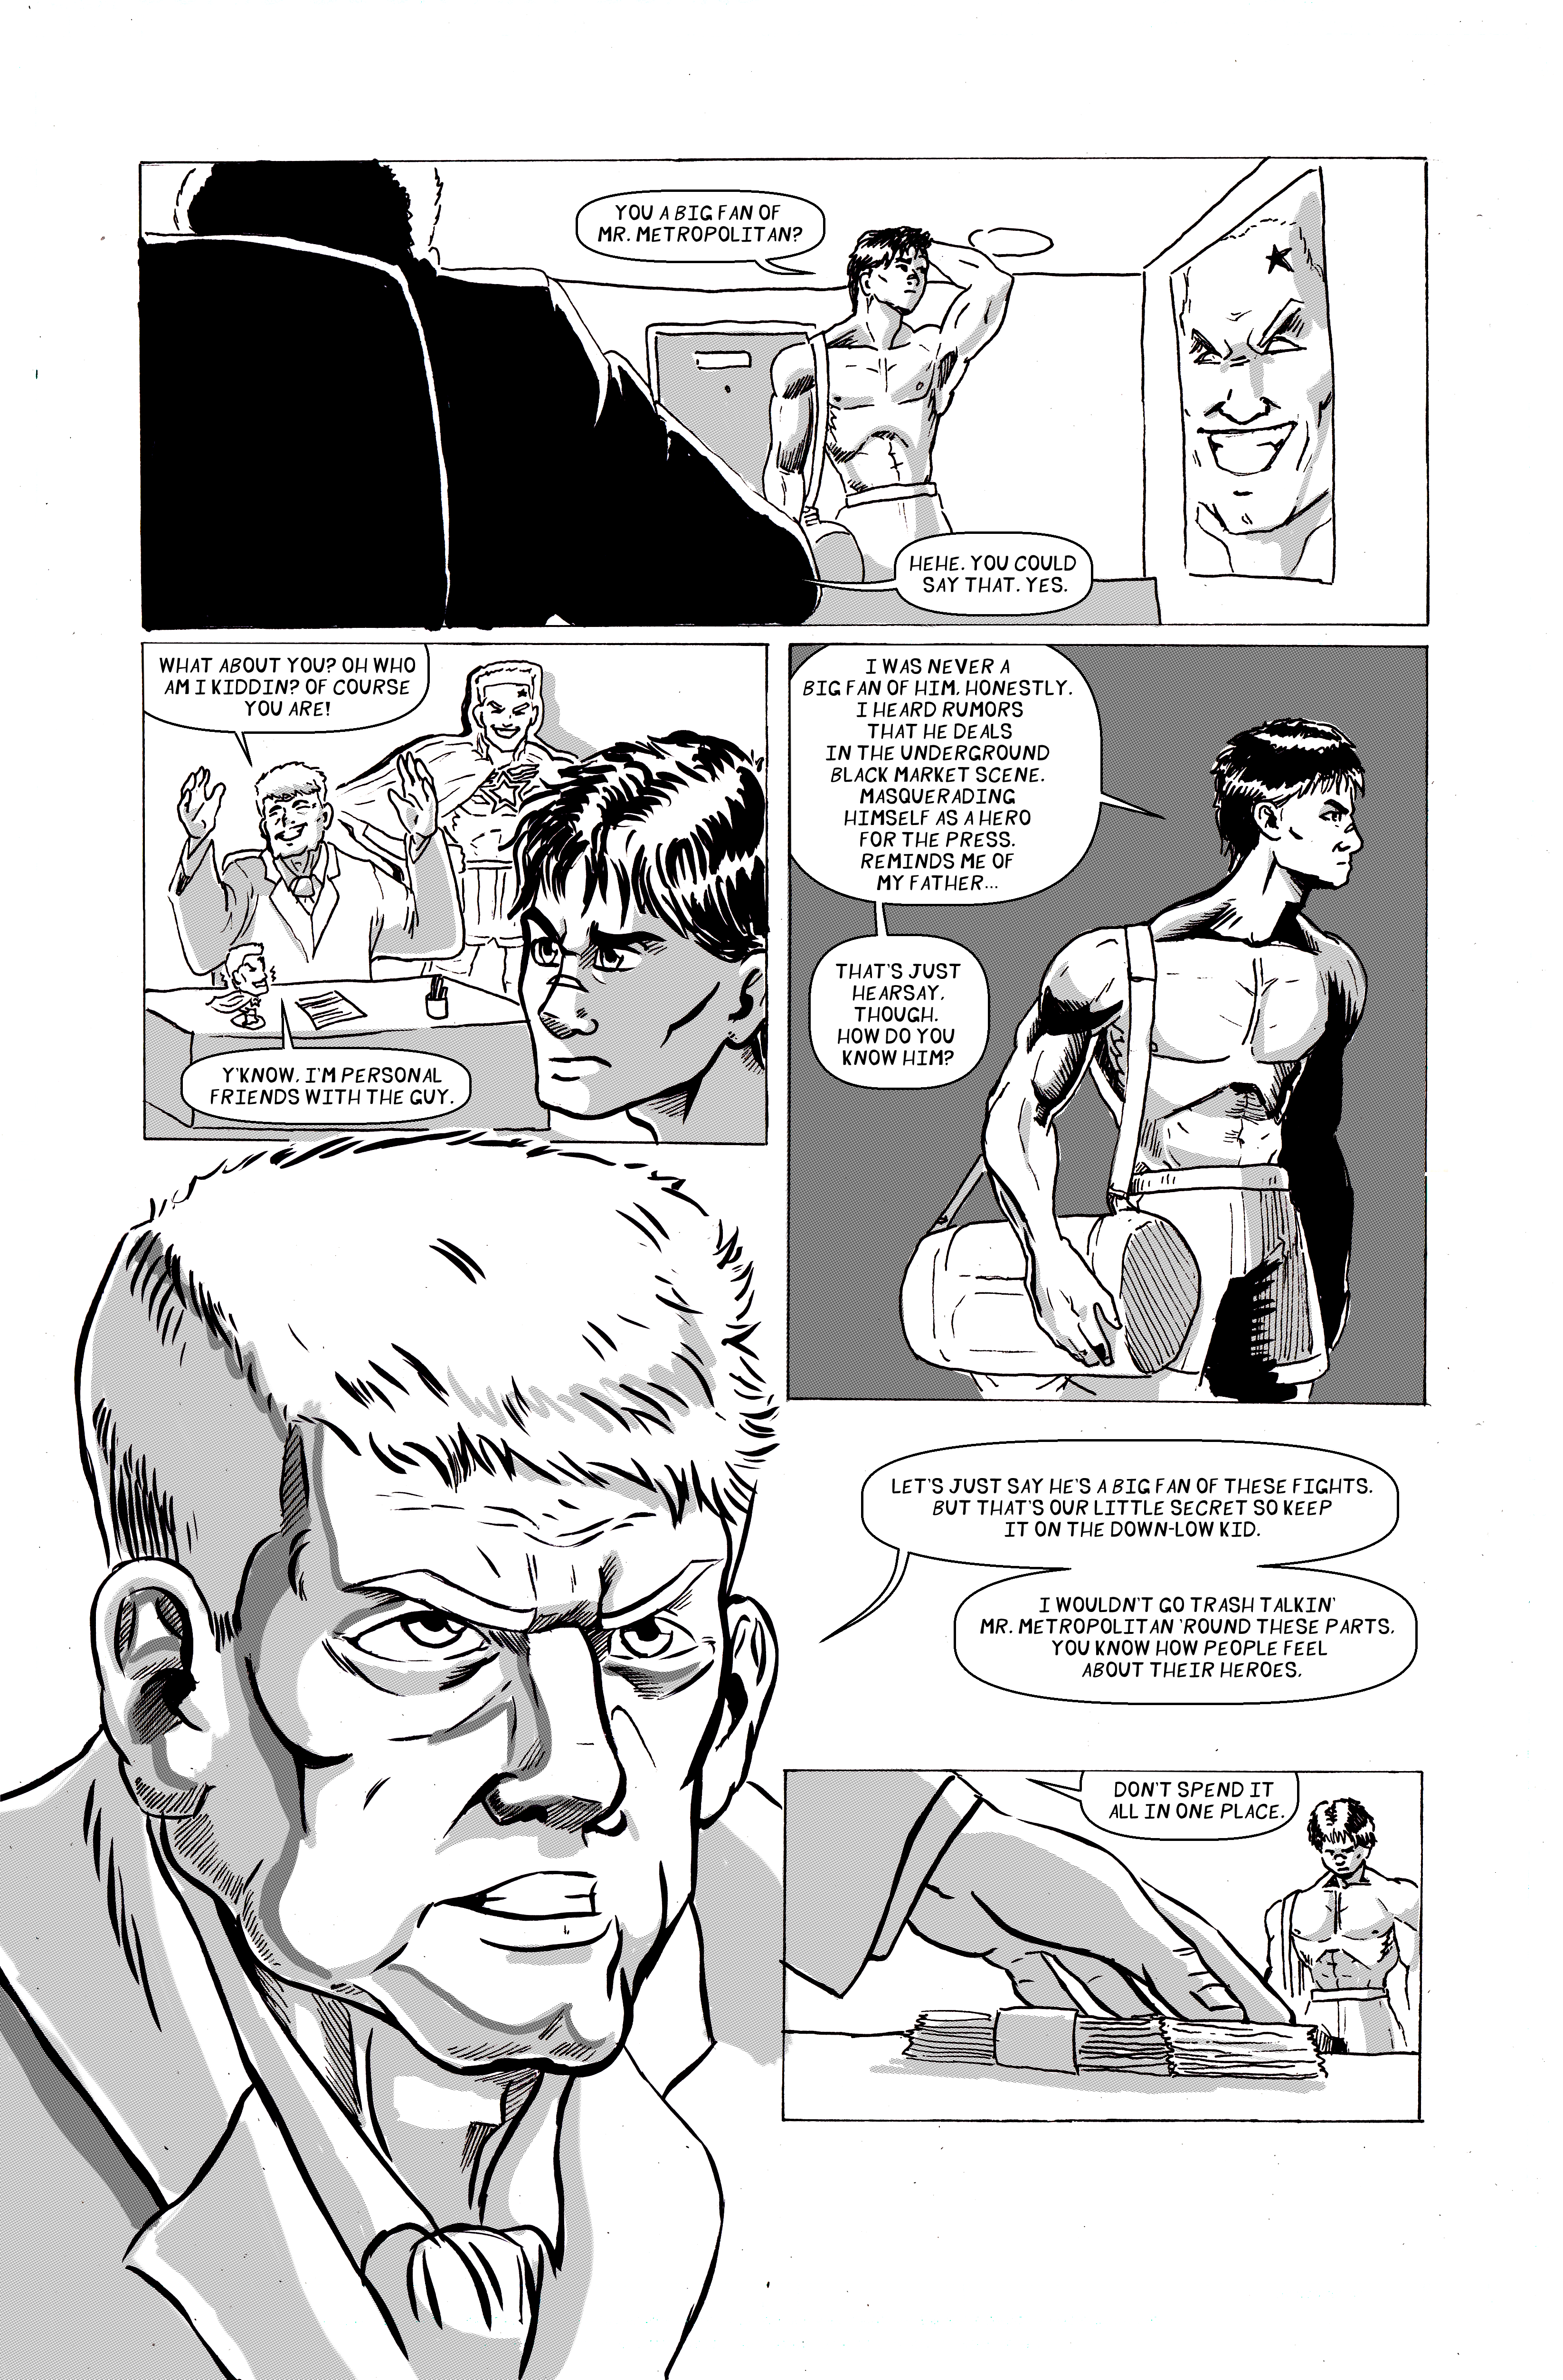 YOU A BIG FAN OF
MR. METROPOLITAN?
HEHE. YOU COULD
SAY THAT. YES.
WHAT ABOUT YOU? OH WHO
AM I KIDDIN? OF COURSE
YOU ARE!
Y'KNOW, I'M PERSONAL
FRIENDS WITH THE GUY.
I WAS NEVER A
BIG FAN OF HIM, HONESTLY.
I HEARD RUMORS
THAT HE DEALS
IN THE UNDERGROUND
BLACK MARKET SCENE.
MASQUERADING
HIMSELF AS A HERO
FOR THE PRESS.
REMINDS ME OF
MY FATHER...
THAT'S JUST
HEARSAY,
THOUGH.
HOW DO YOU
KNOW HIM?
LET'S JUST SAY HE'S A BIG FAN OF THESE FIGHTS.
BUT THAT'S OUR LITTLE SECRET SO KEEP
IT ON THE DOWN-LOW KID.
I WOULDN'T GO TRASH TALKIN'
MR. METROPOLITAN 'ROUND THESE PARTS.
YOU KNOW HOW PEOPLE FEEL
ABOUT THEIR HEROES.
DON'T SPEND IT
ALL IN ONE PLACE.